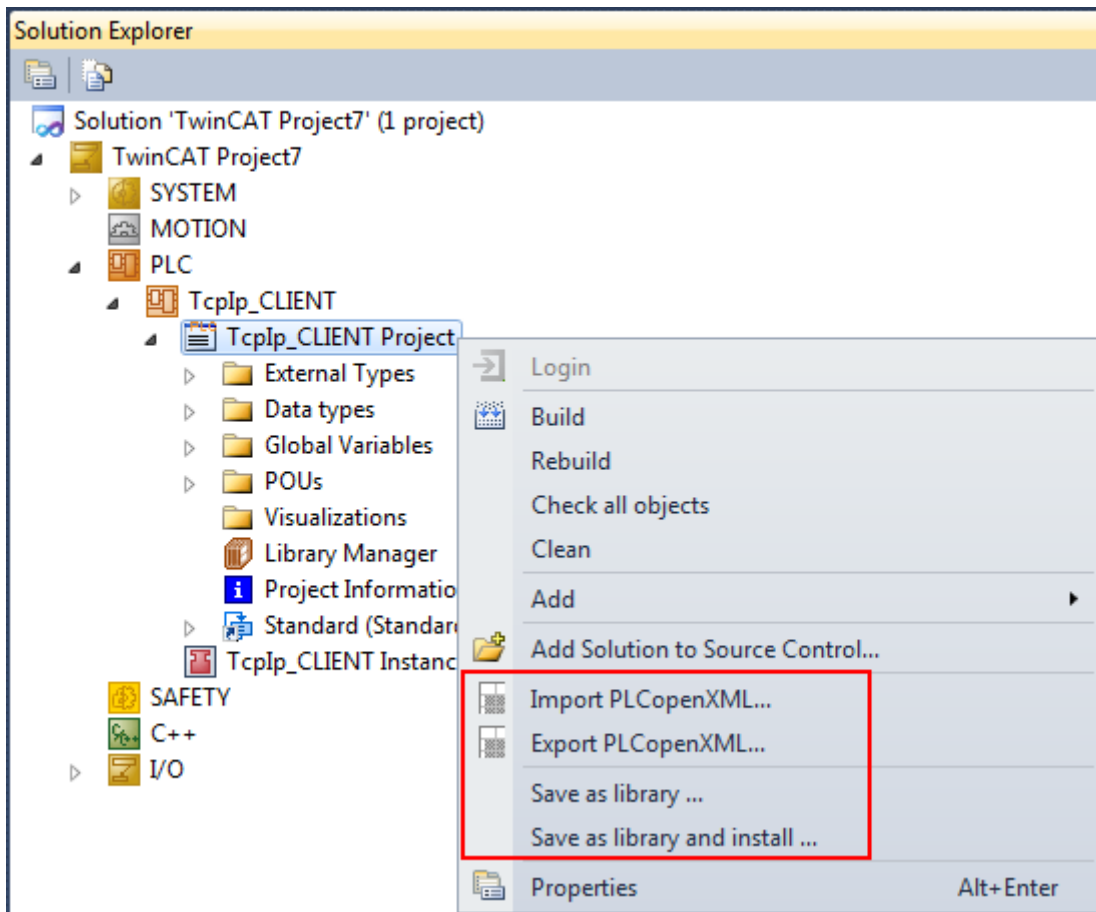 Solution Explorer
Solution 'TwinCAT Project7' (1 project)
TwinCAT Project7
SYSTEM
MOTION
PLC
TcpIp_CLIENT
TcpIp_CLIENT Project
External Types
Data types
Global Variables
POUs
Visualizations
Library Manager
Project Informatio
Standard (Standar
TcpIp_CLIENT Instanc
SAFETY
C++
I/O
Login
Build
Rebuild
Check all objects
Clean
Add
Add Solution to Source Control...
Import PLCopenXML...
Export PLCopenXML...
Save as library ...
Save as library and install ...
Properties Alt+Enter